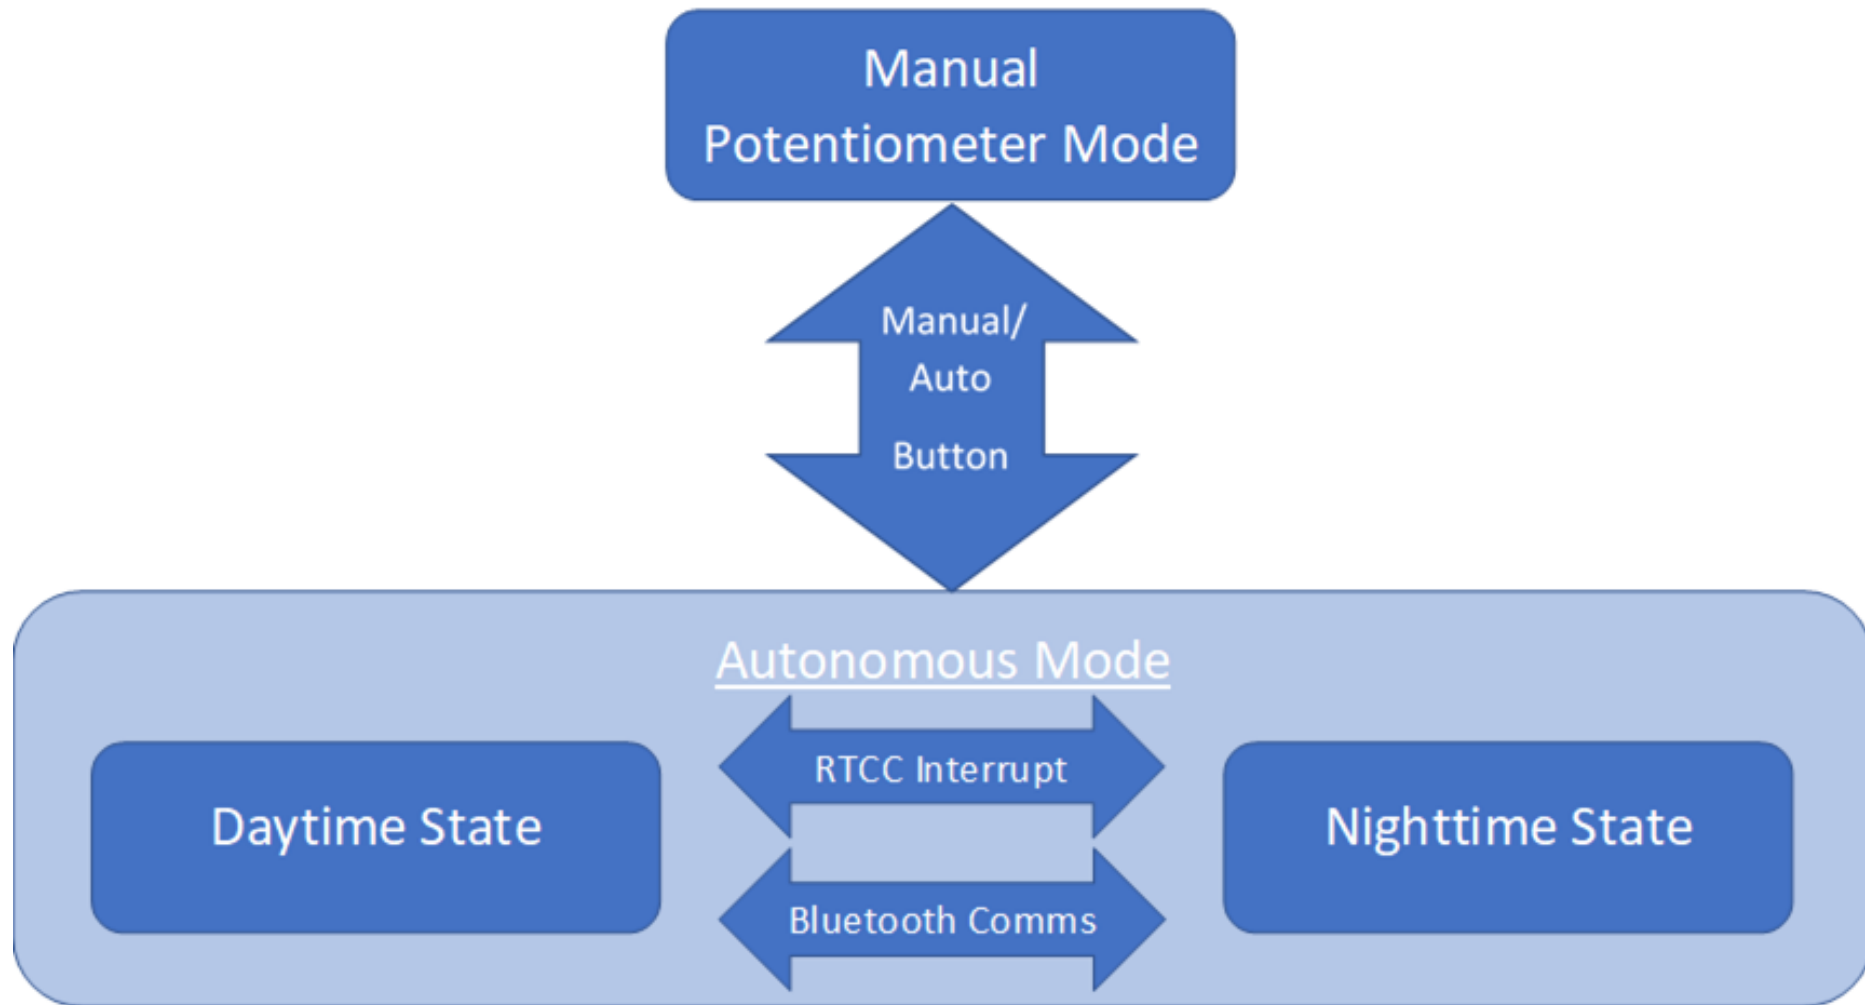 Manual
Potentiometer Mode
Manual/
Auto
Button
Autonomous Mode
RTCC Interrupt
Daytime State
Nighttime State
Bluetooth Comms